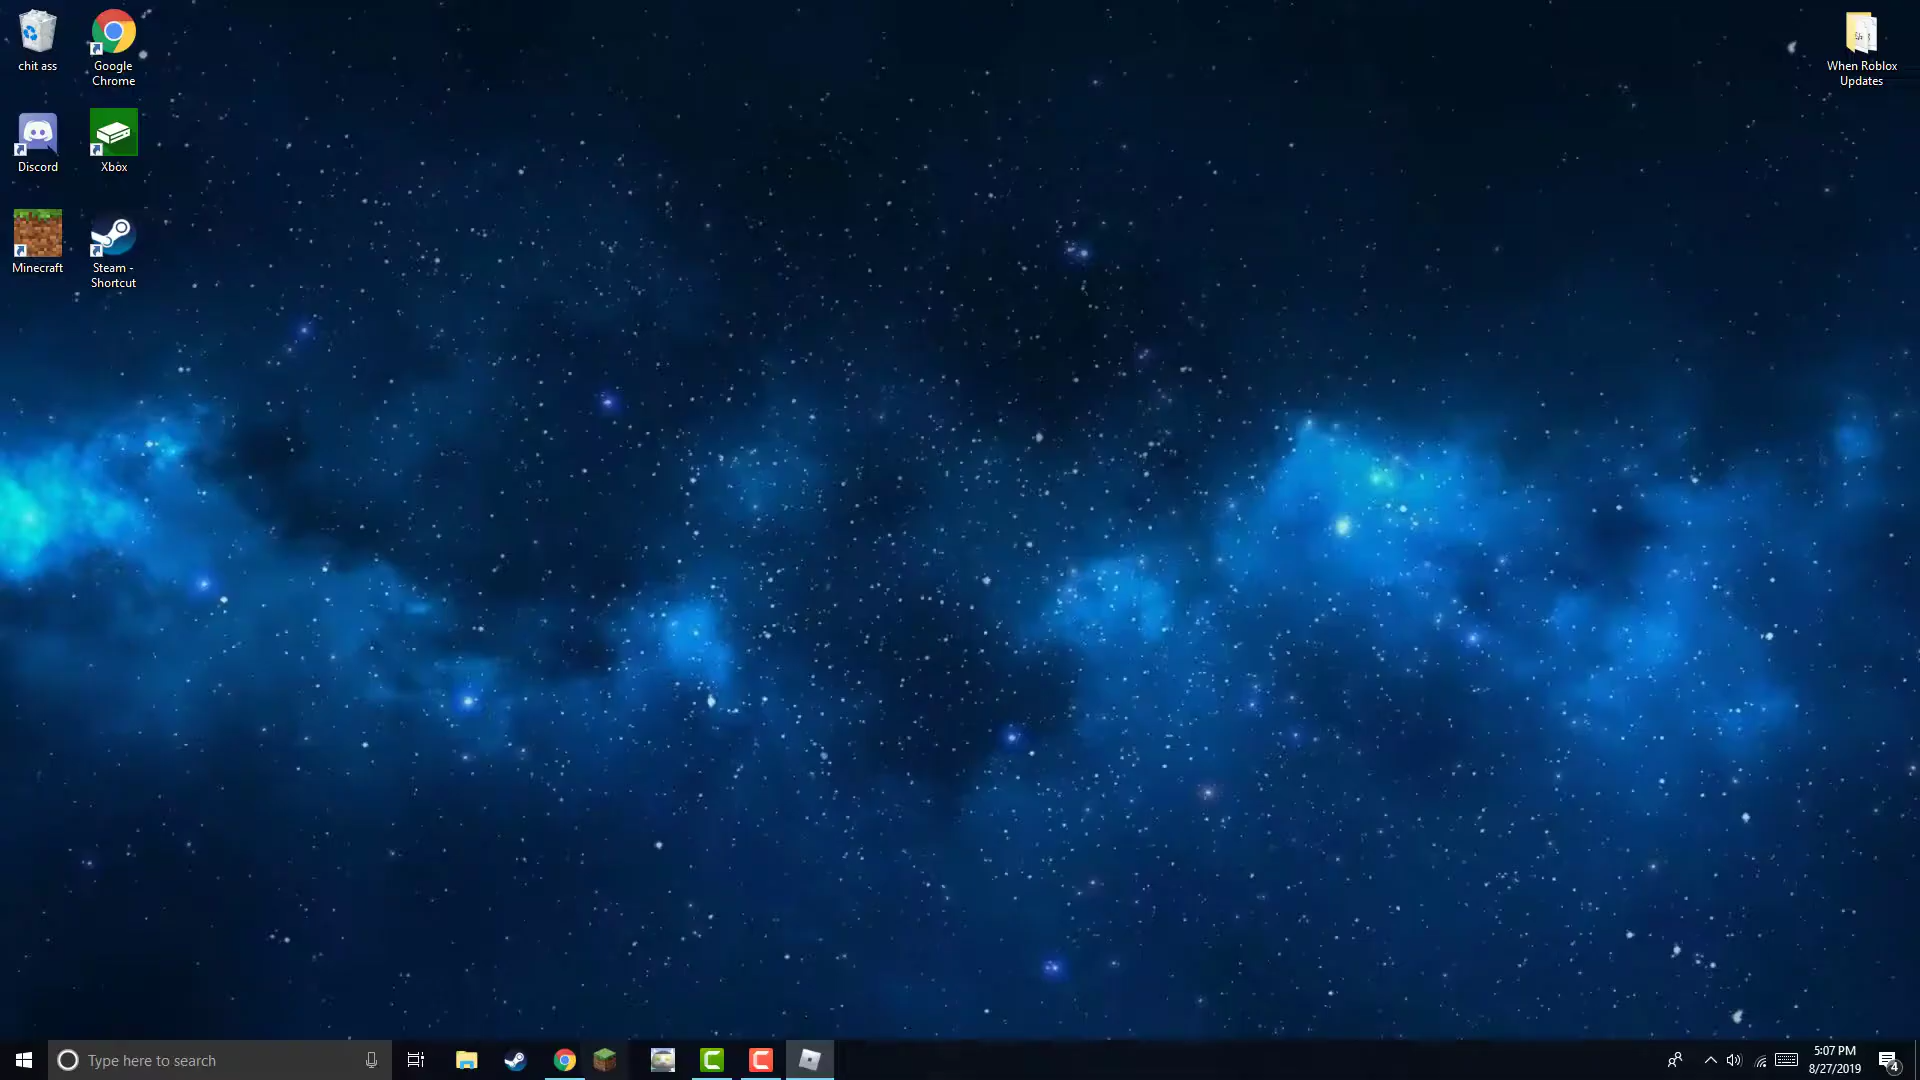 chit ass
Google
Chrome
Discord
Xbox
Minecraft
Steam -
Shortcut
When Roblox
Updates
Type here to search
5:07 PM
8/27/2019
4